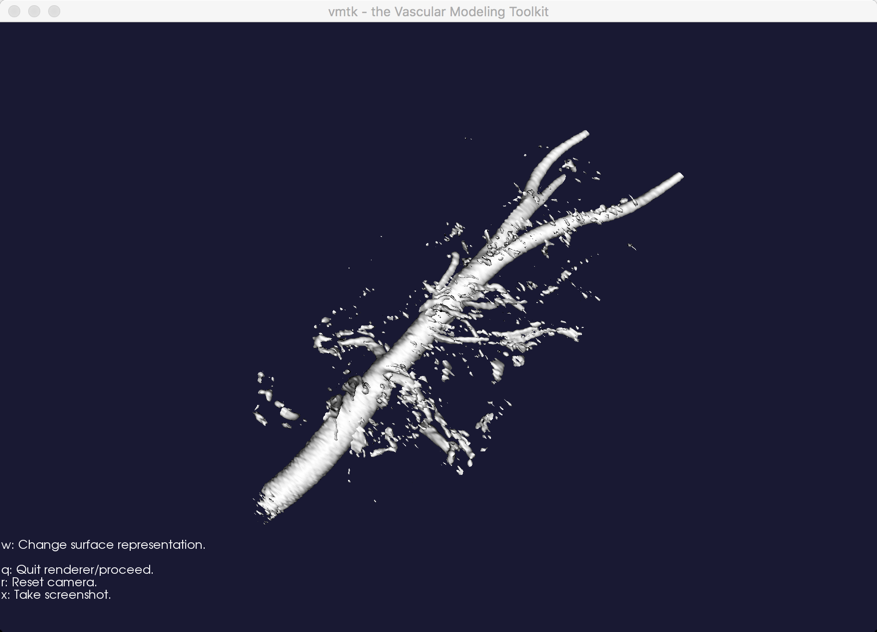 vmtk - the Vascular Modeling Toolkit
w: Change surface representation.
q: Quit renderer/proceed.
r: Reset camera.
x: Take screenshot.